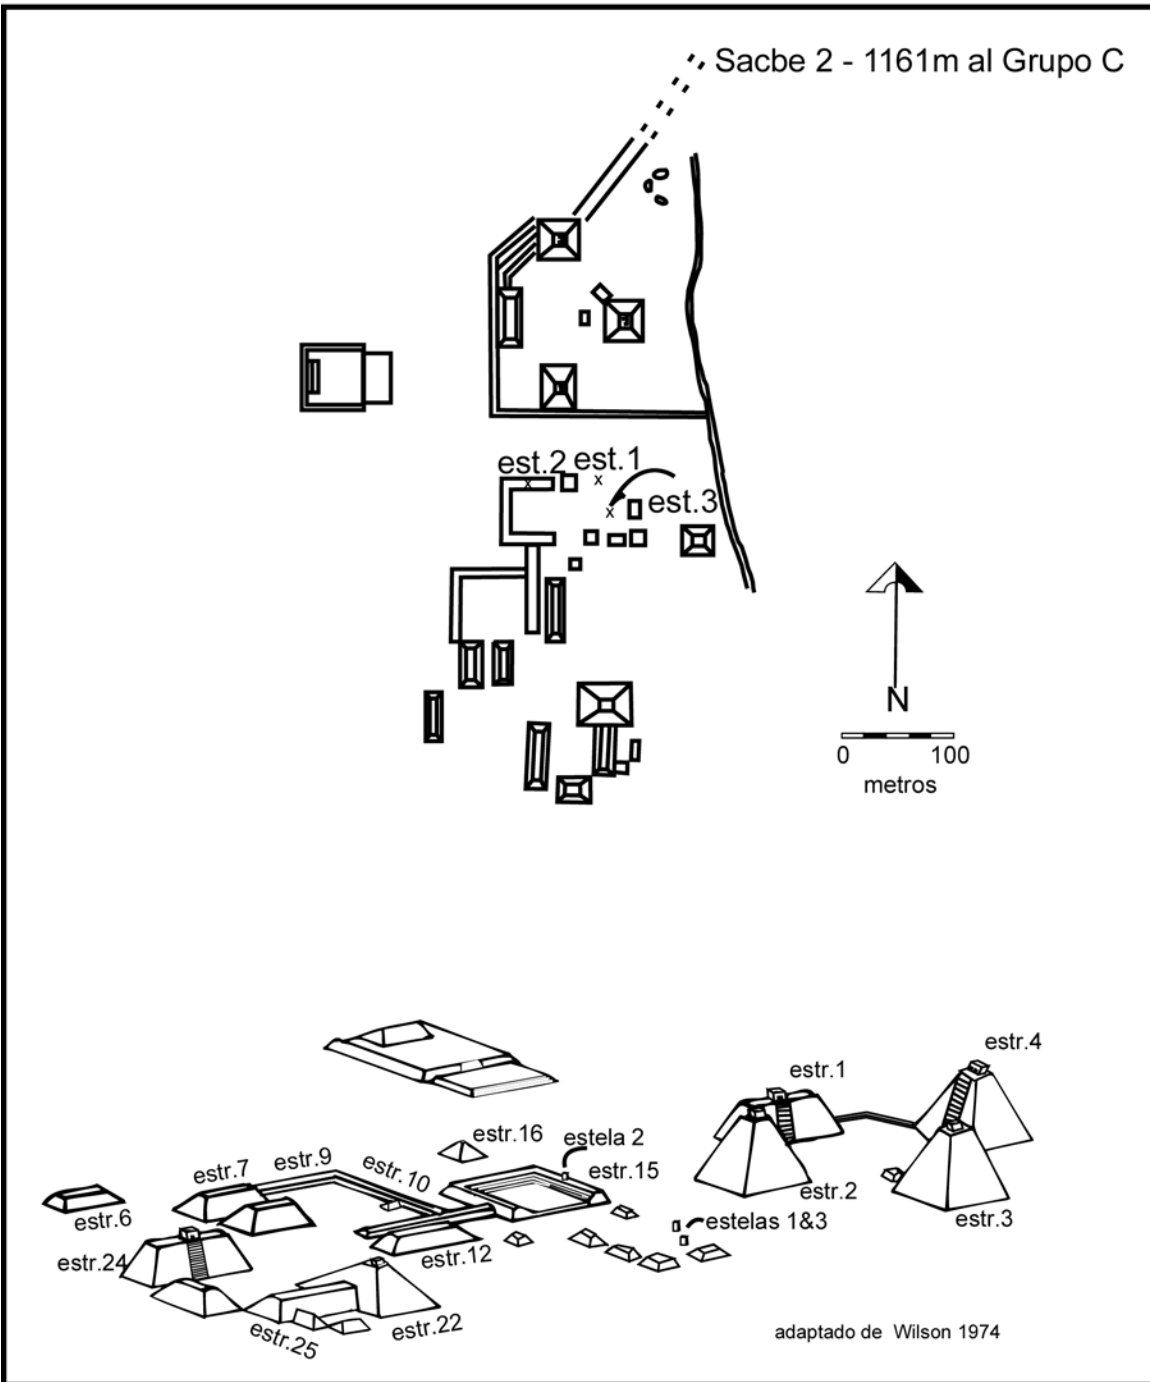 Sacbe 2 - 1161m al Grupo C
est.2 est.1
est.3
N
0 100
metros
estr.4
estr.1
estr.16
estela 2
estr.7
estr.9
estr.10
estr.15
estr.6
estr.2
estelas 1&3
estr.3
estr.24
estr.12
estr.25
estr.22
adaptado de Wilson 1974